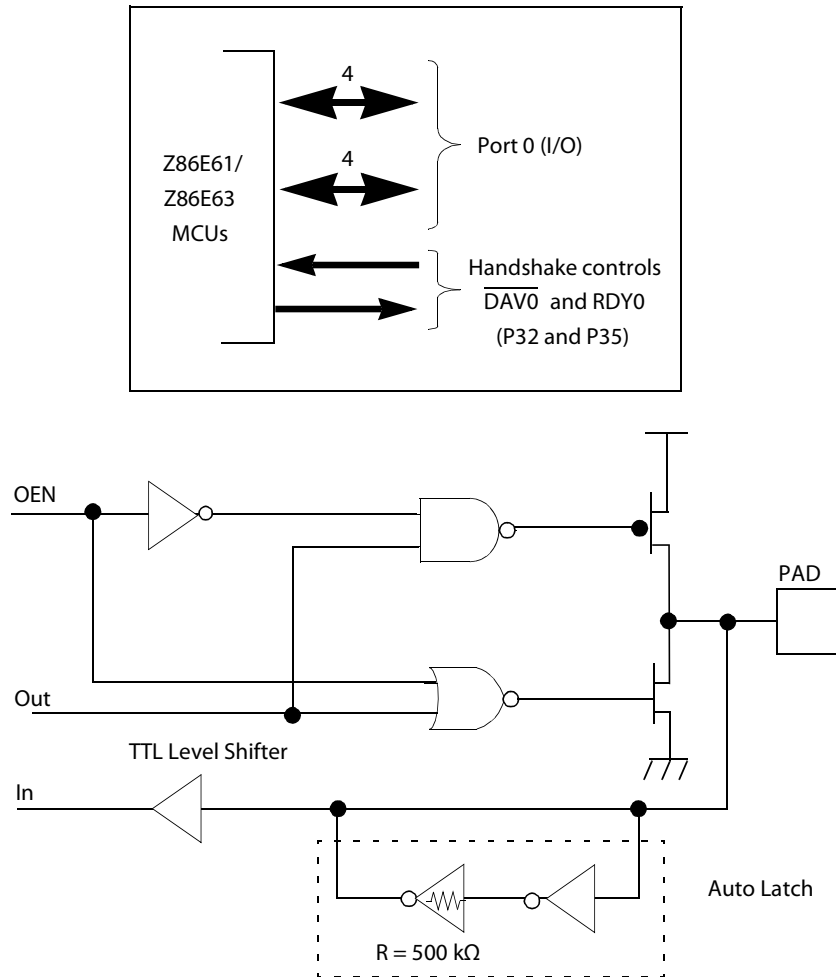 4
4
Z86E61/
Z86E63
MCUs
Port 0 (I/O)
Handshake controls
DAV0 and RDY0
(P32 and P35)
OEN
PAD
Out
TTL Level Shifter
In
Auto Latch
R = 500 kΩ